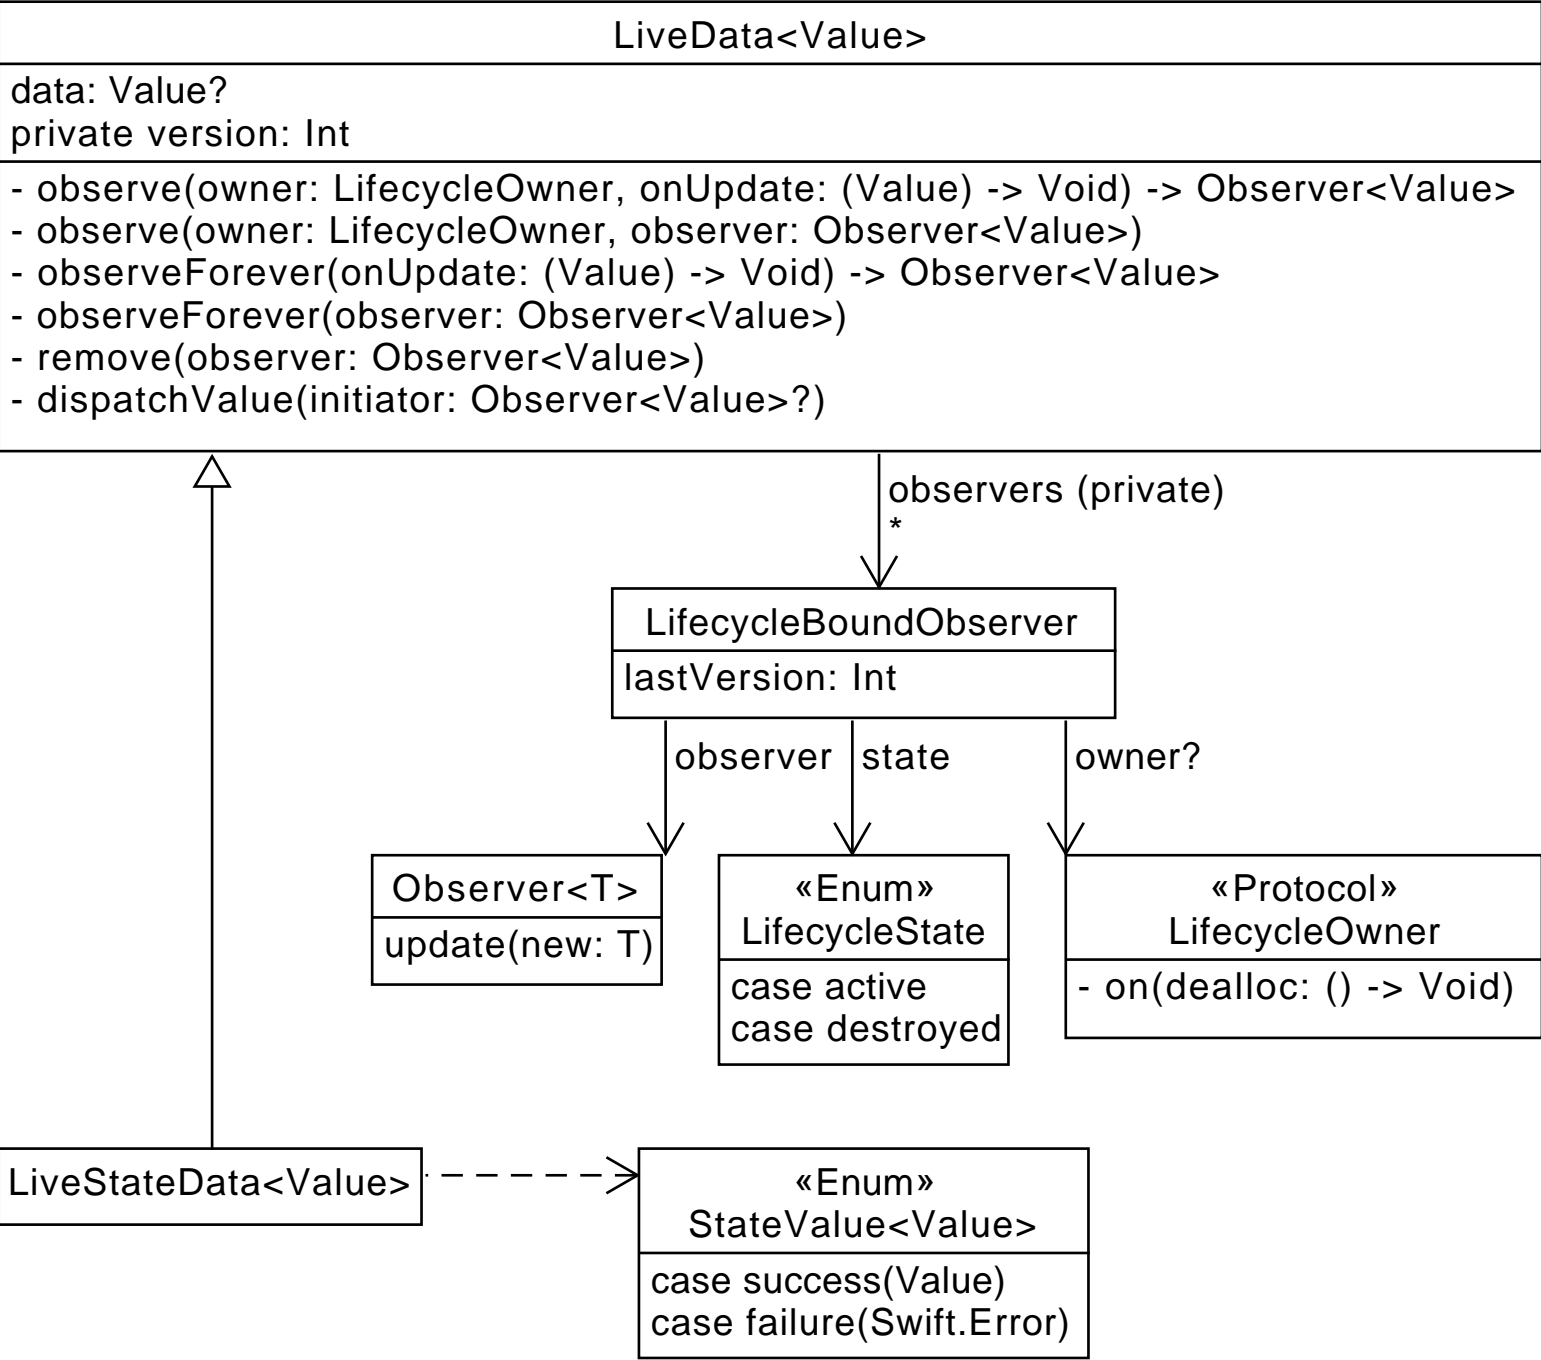 LiveData<Value>
data: Value?
private version: Int
- observe(owner: LifecycleOwner, onUpdate: (Value) -> Void) -> Observer<Value>
- observe(owner: LifecycleOwner, observer: Observer<Value>)
- observeForever(onUpdate: (Value) -> Void) -> Observer<Value>
- observeForever(observer: Observer<Value>)
- remove(observer: Observer<Value>)
- dispatchValue(initiator: Observer<Value>?)
observers (private)
*
LifecycleBoundObserver
lastVersion: Int
observer
state
owner?
Observer<T>
update(new: T)
«Enum»
LifecycleState
case active
case destroyed
«Protocol»
LifecycleOwner
- on(dealloc: () -> Void)
LiveStateData<Value>
«Enum»
StateValue<Value>
case success(Value)
case failure(Swift.Error)